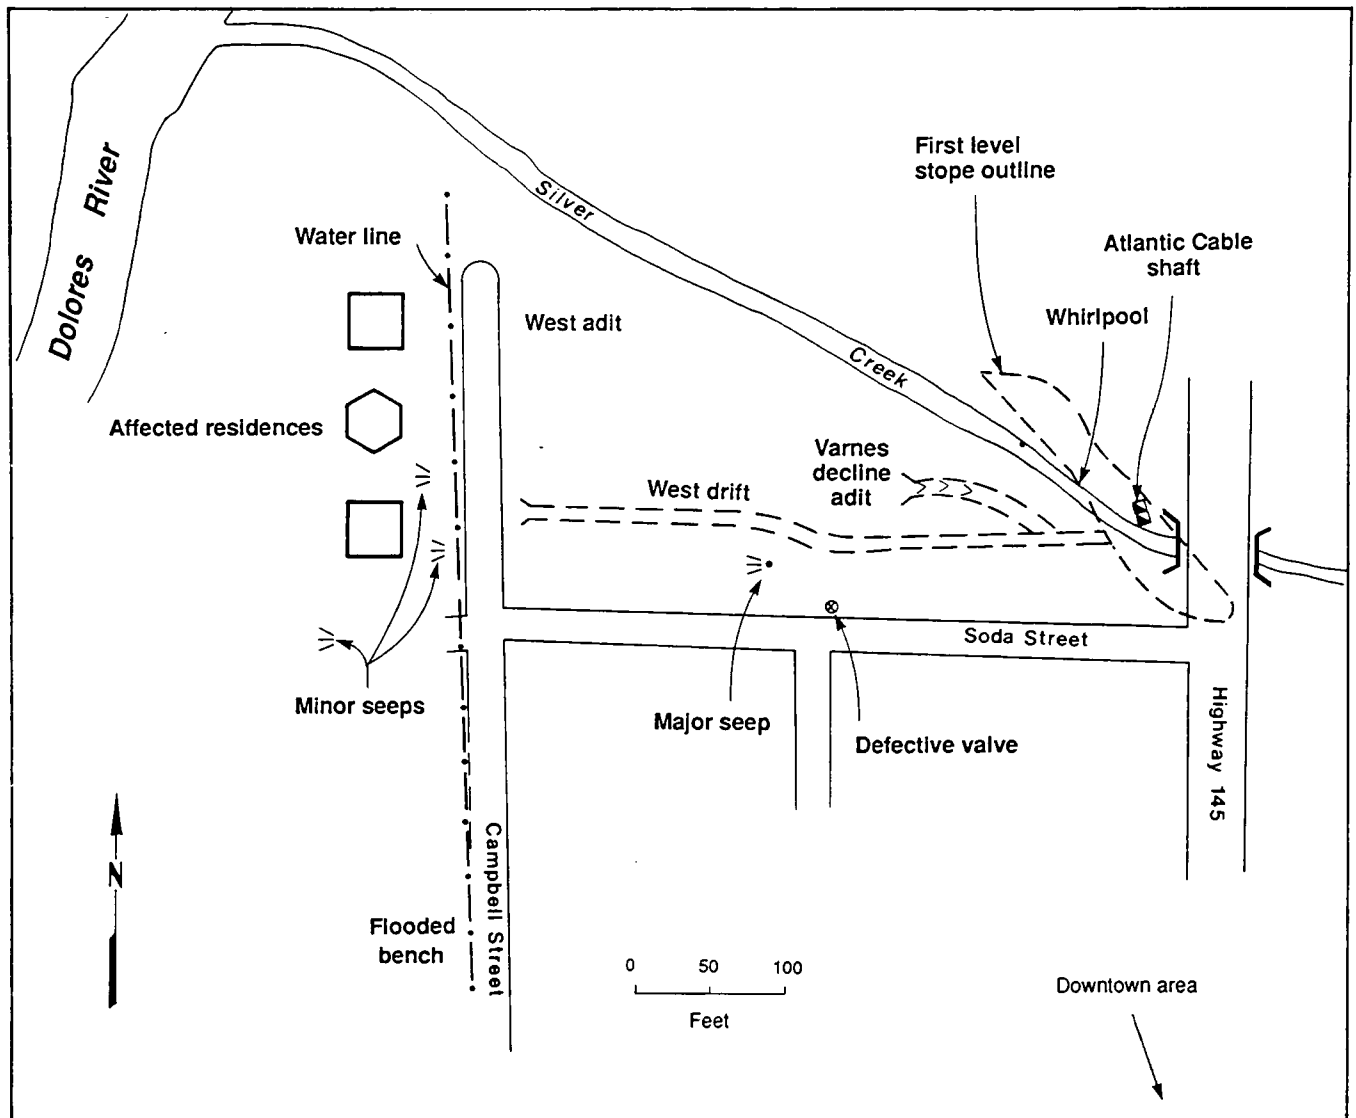 First level
stope outline
Dolores River
Silver
Creek
Water line
Atlantic Cable
shaft
West adit
Whirlpool
Affected residences
Varnes
decline
adit
West drift
Soda Street
Minor seeps
Major seep
Defective valve
Highway 145
Campbell Street
N
Flooded
bench
0 50 100
Feet
Downtown area